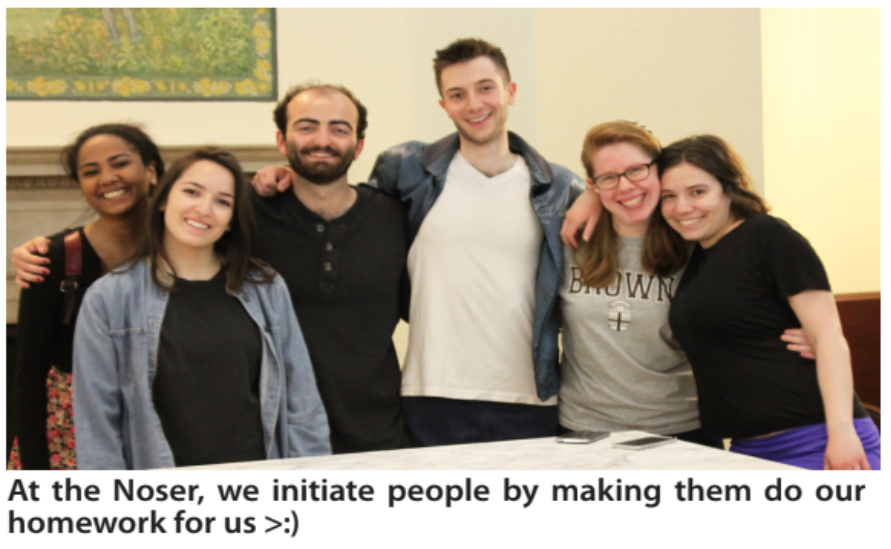 BROWN
At the Noser, we initiate people by making them do our
homework for us >:)